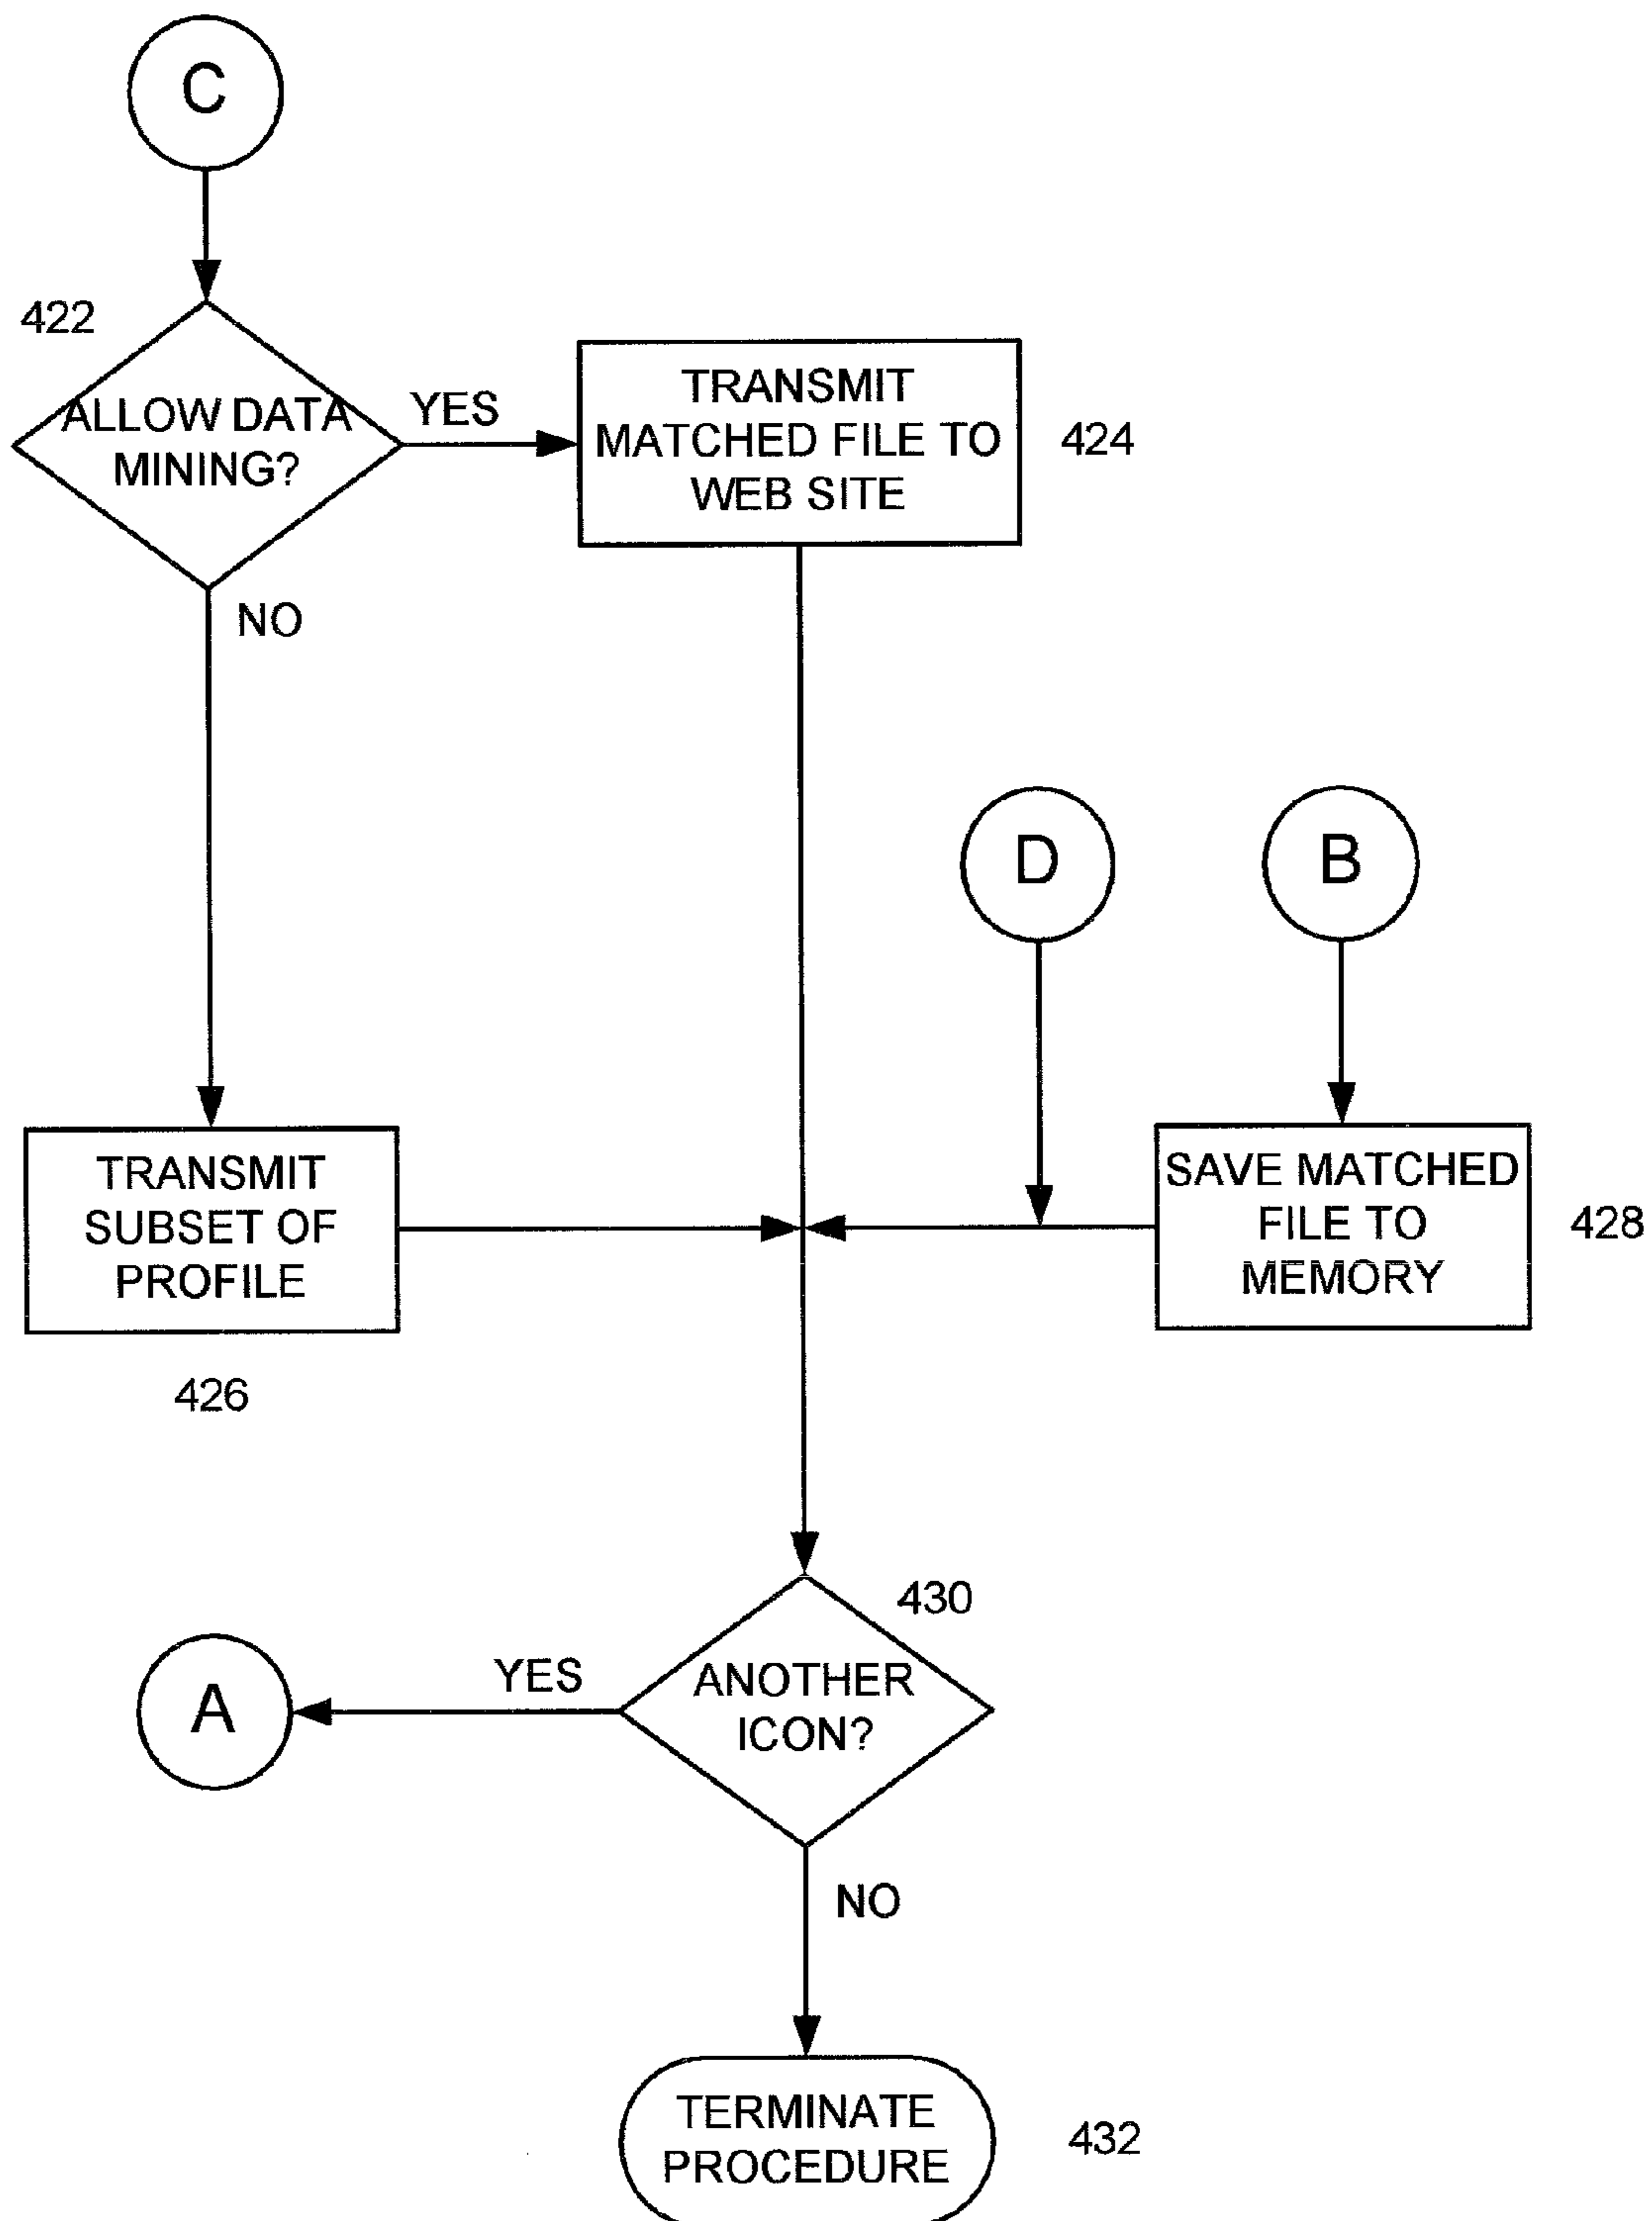 C
422
ALLOW DATA
MINING?
YES
TRANSMIT
MATCHED FILE TO
WEB SITE
424
NO
D
B
TRANSMIT
SUBSET OF
PROFILE
426
SAVE MATCHED
FILE TO
MEMORY
428
430
ANOTHER
ICON?
YES
A
NO
TERMINATE
PROCEDURE
432